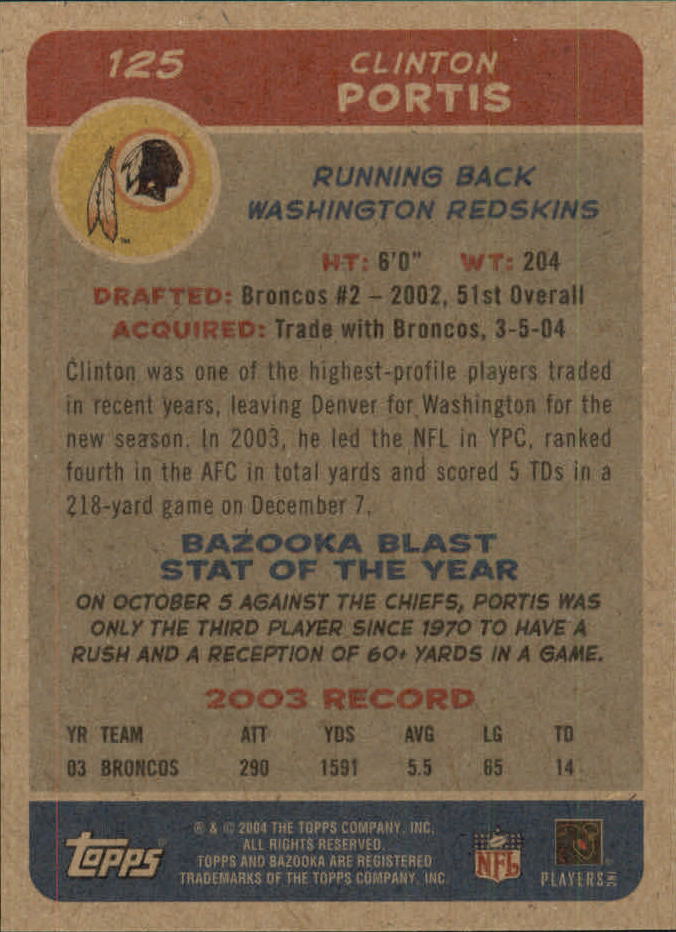 125
CLINTON
PORTIS
RUNNING BACK
WASHINGTON REDSKINS
HT: 6'0" WT: 204
DRAFTED: Broncos #2 – 2002, 51st Overall
ACQUIRED: Trade with Broncos, 3-5-04
Clinton was one of the highest-profile players traded
in recent years, leaving Denver for Washington for the
new season. In 2003, he led the NFL in YPC, ranked
fourth in the AFC in total yards and scored 5 TDs in a
218-yard game on December 7.
BAZOOKA BLAST
STAT OF THE YEAR
ON OCTOBER 5 AGAINST THE CHIEFS, PORTIS WAS
ONLY THE THIRD PLAYER SINCE 1970 TO HAVE A
RUSH AND A RECEPTION OF 60+ YARDS IN A GAME.
2003 RECORD
YR TEAM ATT YDS AVG LG TD
03 BRONCOS 290 1591 5.5 65 14
topps
® & © 2004 THE TOPPS COMPANY, INC.
ALL RIGHTS RESERVED.
TOPPS AND BAZOOKA ARE REGISTERED
TRADEMARKS OF THE TOPPS COMPANY, INC.
NFL
PLAYERS INC